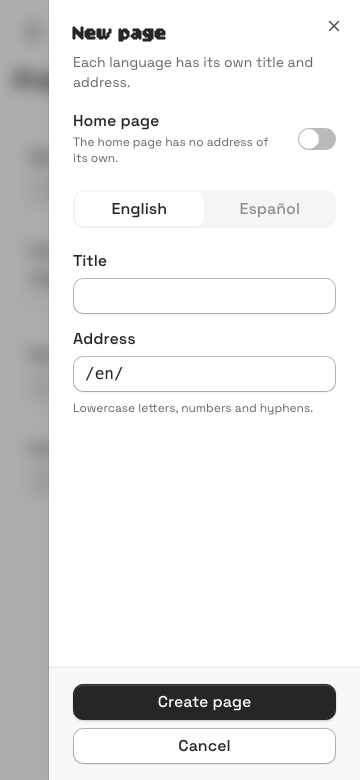 New page
Each language has its own title and
address.
Home page
The home page has no address of
its own.
English
Español
Title
Address
/en/
Lowercase letters, numbers and hyphens.
Create page
Cancel